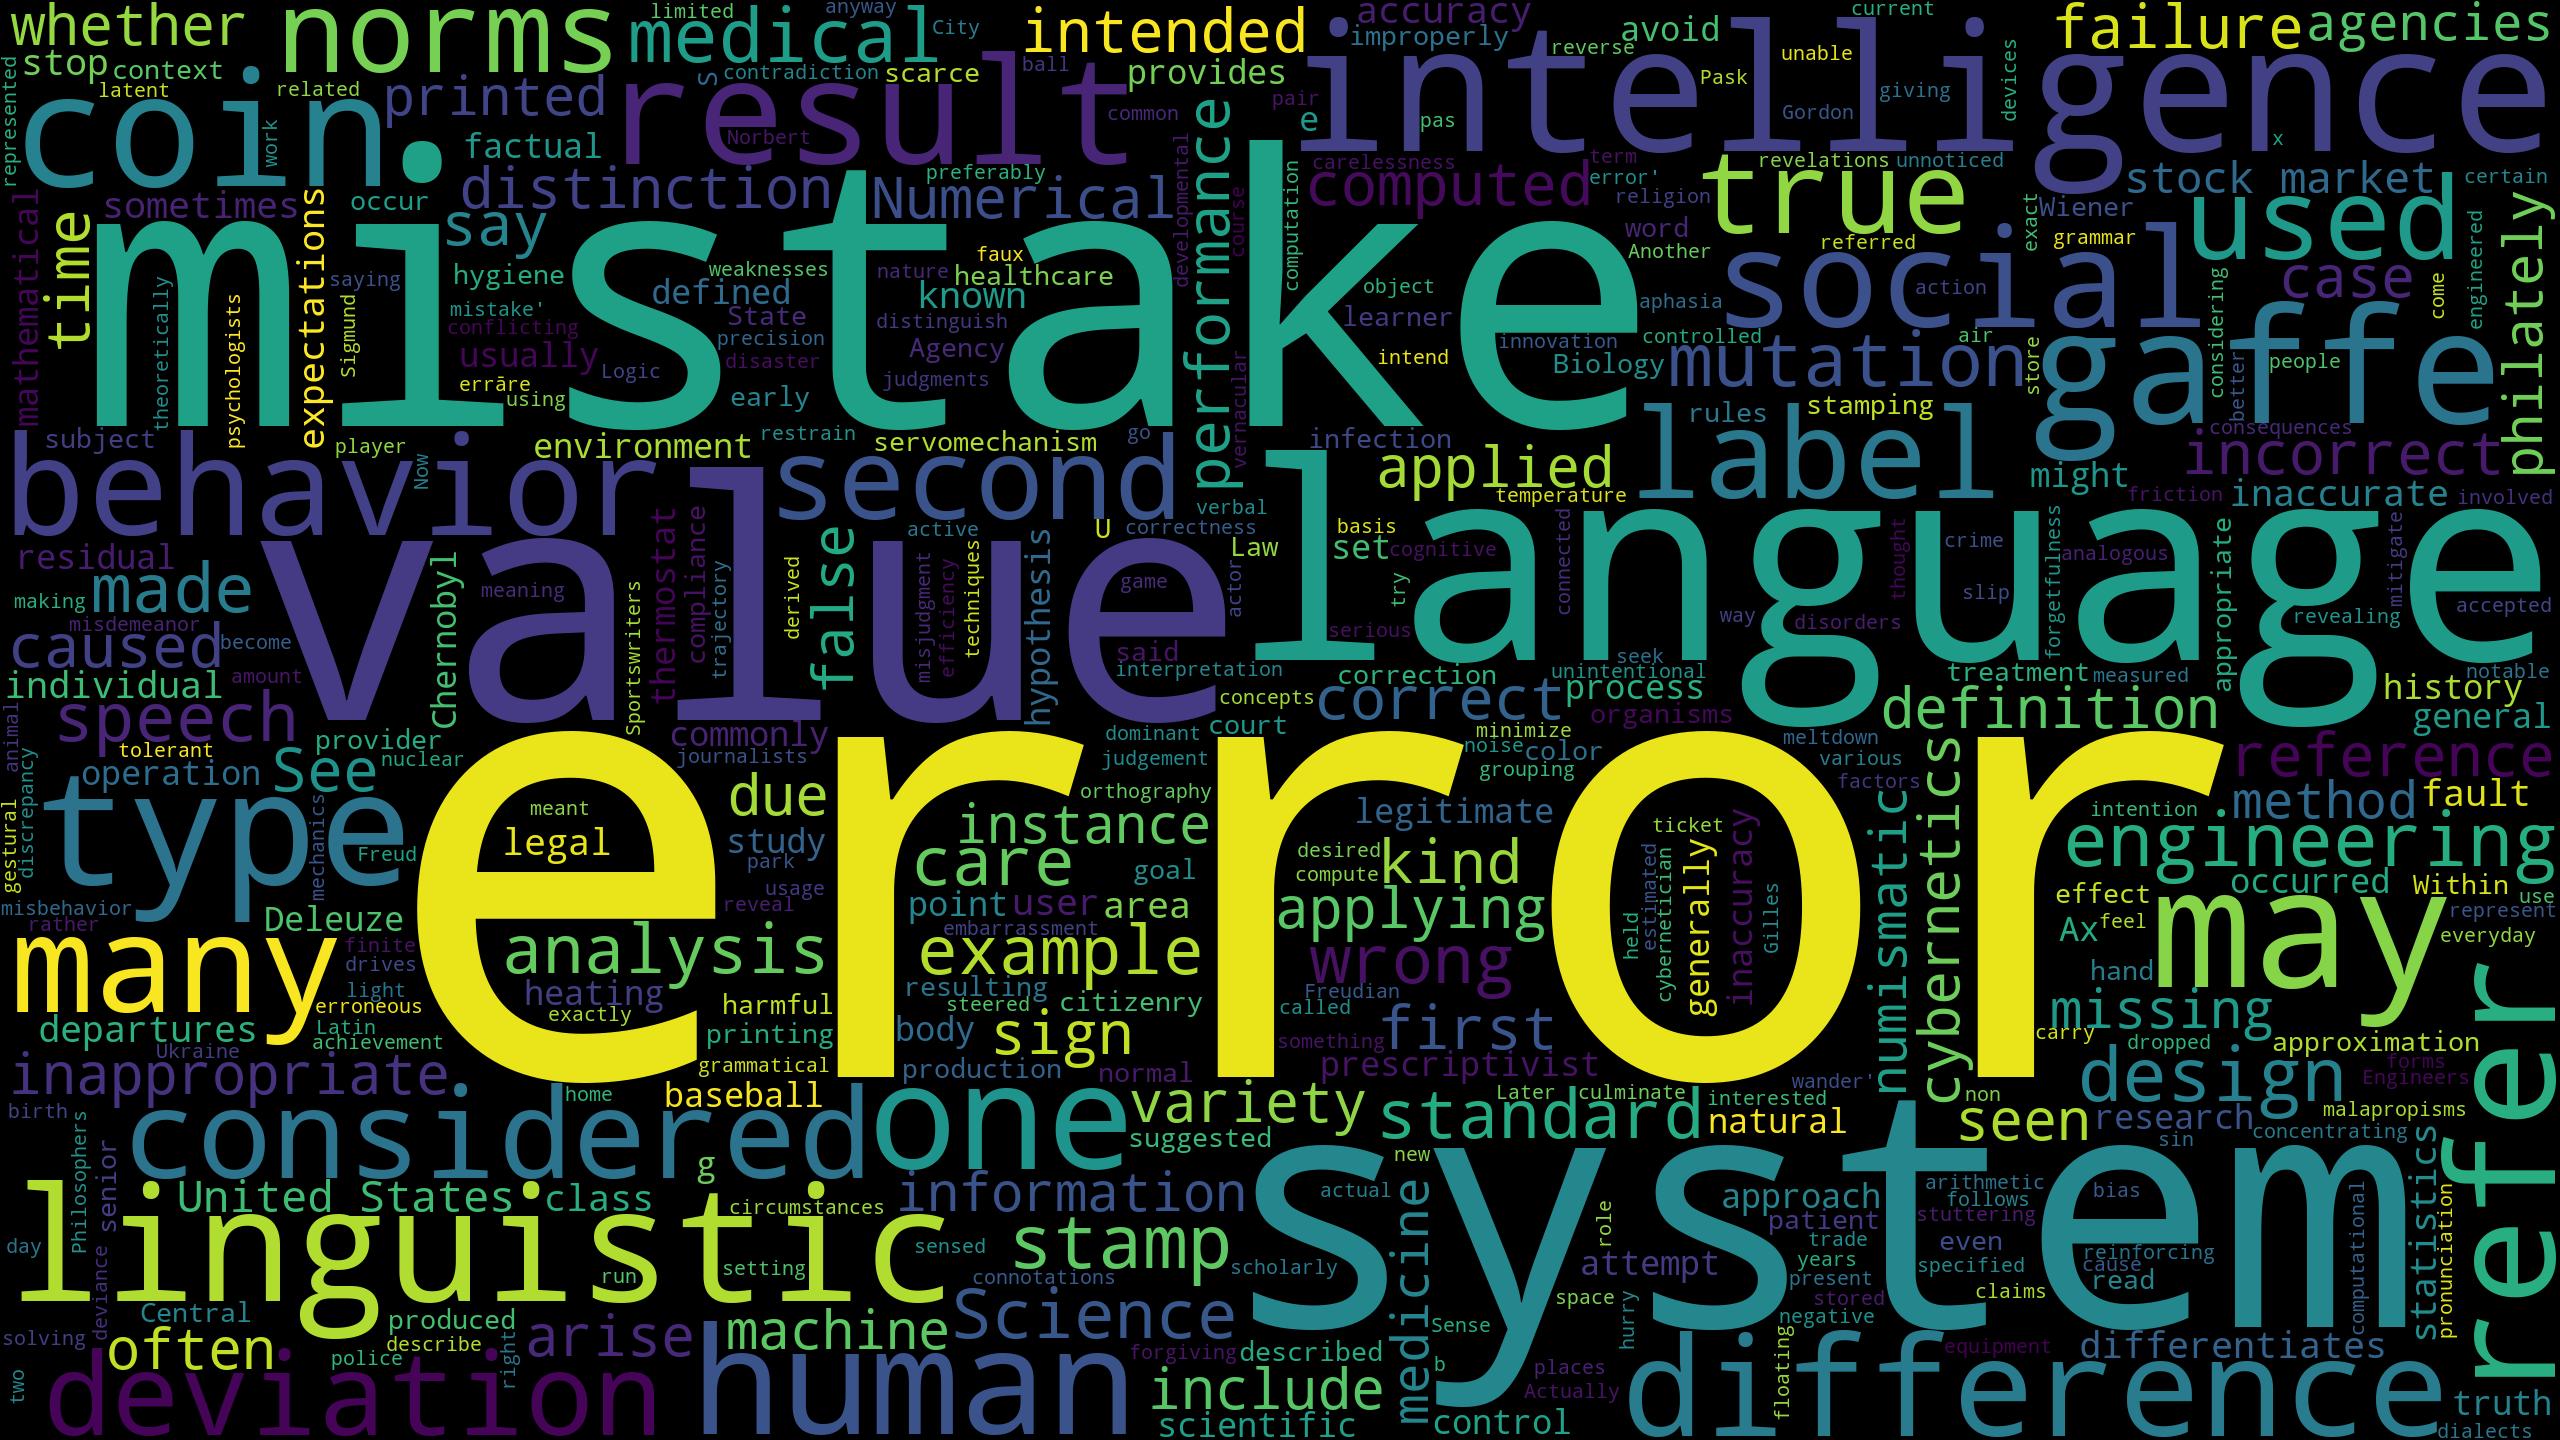 whether
norms
limited
anyway
City
medical
intended
accuracy
improperly
reverse
avoid
current
failure
agencies
stop
context
latent
related
represented
coin
work
printed
result
S
contradiction
scarce
ball
provides
Norbert
common
pair
e
pas
intelligence
Pask
unable
Gordon
giving
devices
x
factual
distinction
preferably
Numerical
developmental
course
performance
computation
carelessness
computed
term
error'
religion
revelations
unnoticed
true
word
Another
exact
Wiener
grammar
referred
stock market
used
certain
engineered
philately
mathematical
sometimes
time
theoretically
psychologists
expectations
Sigmund
occur
saying
say
hygiene
mistake'
conflicting
usually
errāre
using
Logic
mistake
weaknesses
defined
State
precision
disaster
early
faux
nature
healthcare
known
distinguish
Agency
judgments
object
learner
intend
innovation
aphasia
controlled
Biology
social
action
air
mutation
store
gaffe
considering
better
people
case
come
consequences
incorrect
subject
player
Now
environment
restrain
servomechanism
go
vernacular
infection
applied
temperature
rules
stamping
label
might
friction
inaccurate
involved
behavior
second
verbal
U
correctness
active
residual
made
making
misdemeanor
caused
become
individual
amount
meaning
Chernobyl
Sportswriters
thermostat
compliance
trajectory
derived
false
misjudgment
efficiency
techniques
hypothesis
game
said
interpretation
actor
Law
basis
set
cognitive
try
serious
value
language
connected
way
thought
disorders
crime
slip
forgetfulness
analogous
appropriate
mitigate
revealing
accepted
seek
unintentional
treatment
measured
notable
correction
process
concepts
correct
organisms
definition
history
general
speech
animal
tolerant
provider
nuclear
commonly
journalists
dominant
court
judgement
minimize
noise
color
grouping
meltdown
various
factors
reference
operation
See
type
discrepancy
gestural
mechanics
Freud
misbehavior
rather
Deleuze
finite
drives
many
light
erroneous
Latin
achievement
departures
Ukraine
inappropriate
error
meant
legal
analysis
heating
exactly
due
study
park
usage
reveal
harmful
printing
grammatical
orthography
instance
care
goal
point
user
area
embarrassment
example
resulting
steered
citizenry
body
sign
production
normal
legitimate
desired
compute
kind
applying
wrong
Freudian
called
something
first
prescriptivist
ticket
held
estimated
cybernetician
generally
inaccuracy
Gilles
numismatic
cybernetics
intention
method
fault
engineering
occurred
Within
use
effect
Ax
feel
may
represent
everyday
hand
missing
carry
dropped
approximation
forms
Engineers
design
refer
birth
home
baseball
considered
one
variety
suggested
Later
culminate
standard
interested
wander'
natural
non
seen
research
sin
malapropisms
concentrating
Philosophers
senior
deviance
day
United States
class
g
circumstances
linguistic
run
setting
information
sensed
stamp
connotations
scholarly
new
actual
medicine
system
role
approach
patient
trade
years
present
stored
negative
attempt
space
hurry
arithmetic
follows
stuttering
even
specified
claims
bias
reinforcing
cause
read
computational
statistics
pronunciation
solving
Central
often
produced
describe
police
right
arise
machine
Science
forgiving
described
Sense
b
places
Actually
floating
equipment
differentiates
two
deviation
human
include
scientific
control
difference
truth
dialects